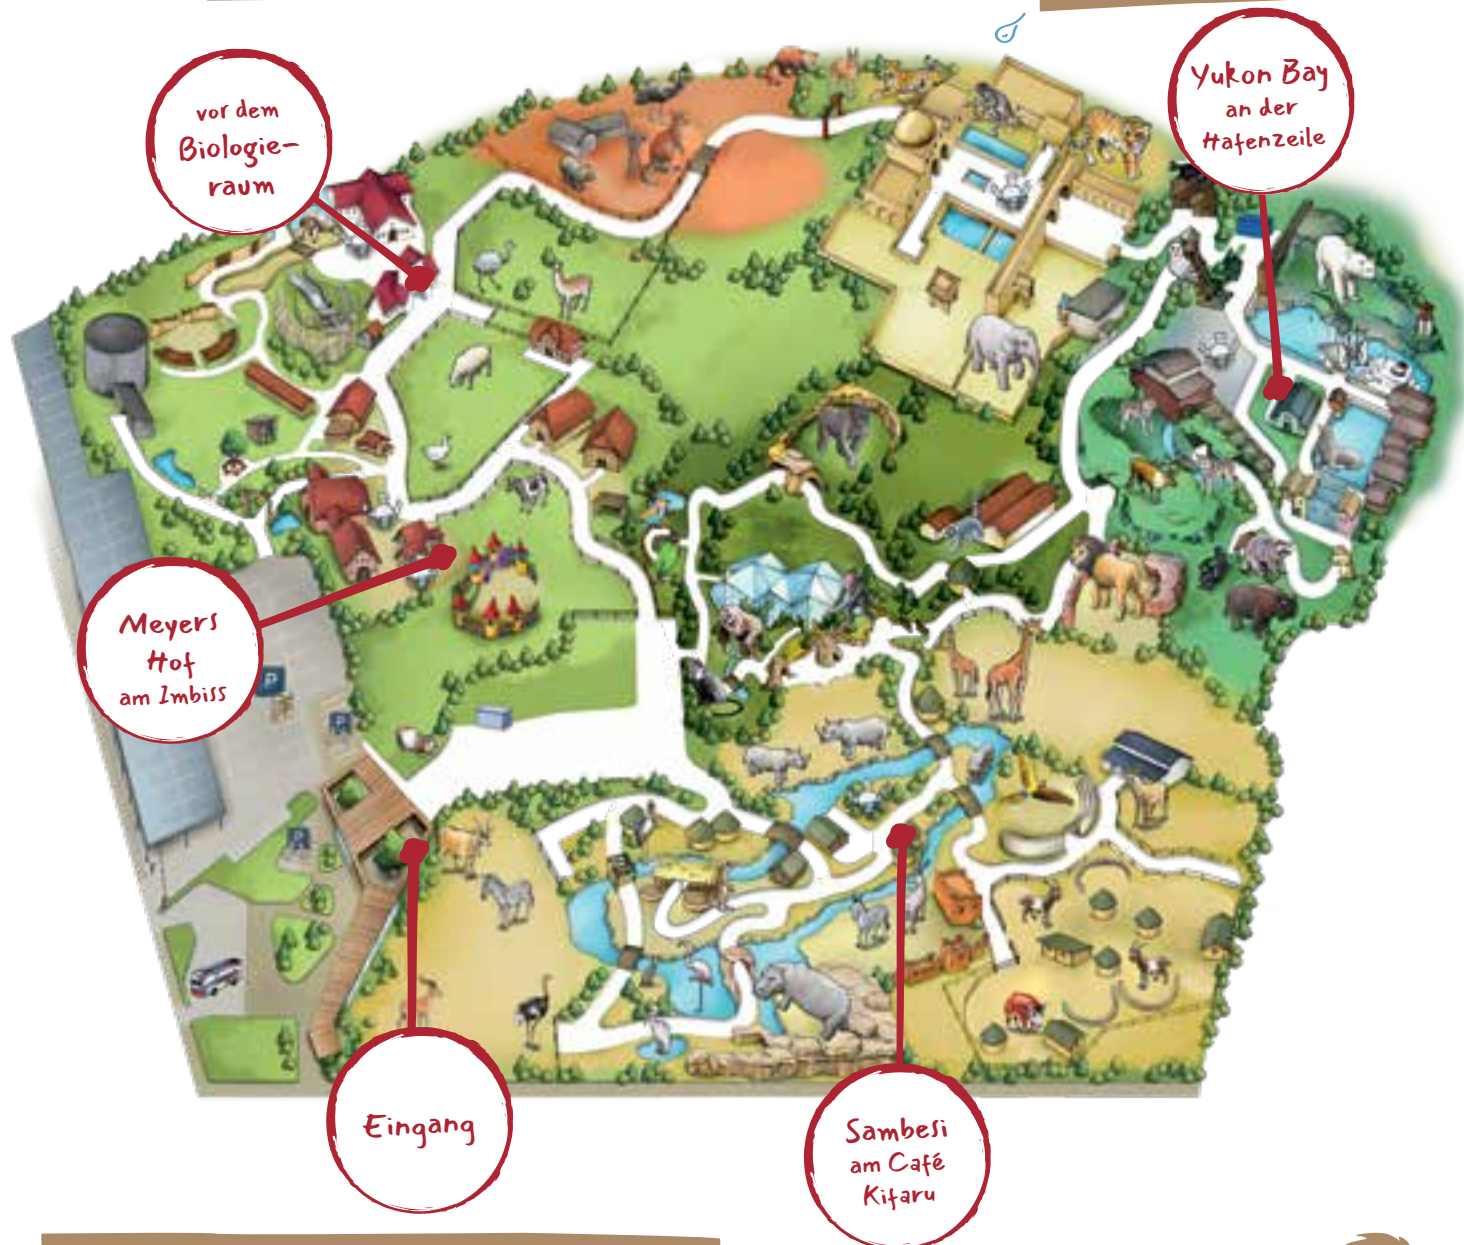 vor dem
Biologie-
raum
Yukon Bay
an der
Hafenzeile
Meyers
Hof
am Imbiss
P
P
P
Eingang
Sambesi
am Café
Kifaru